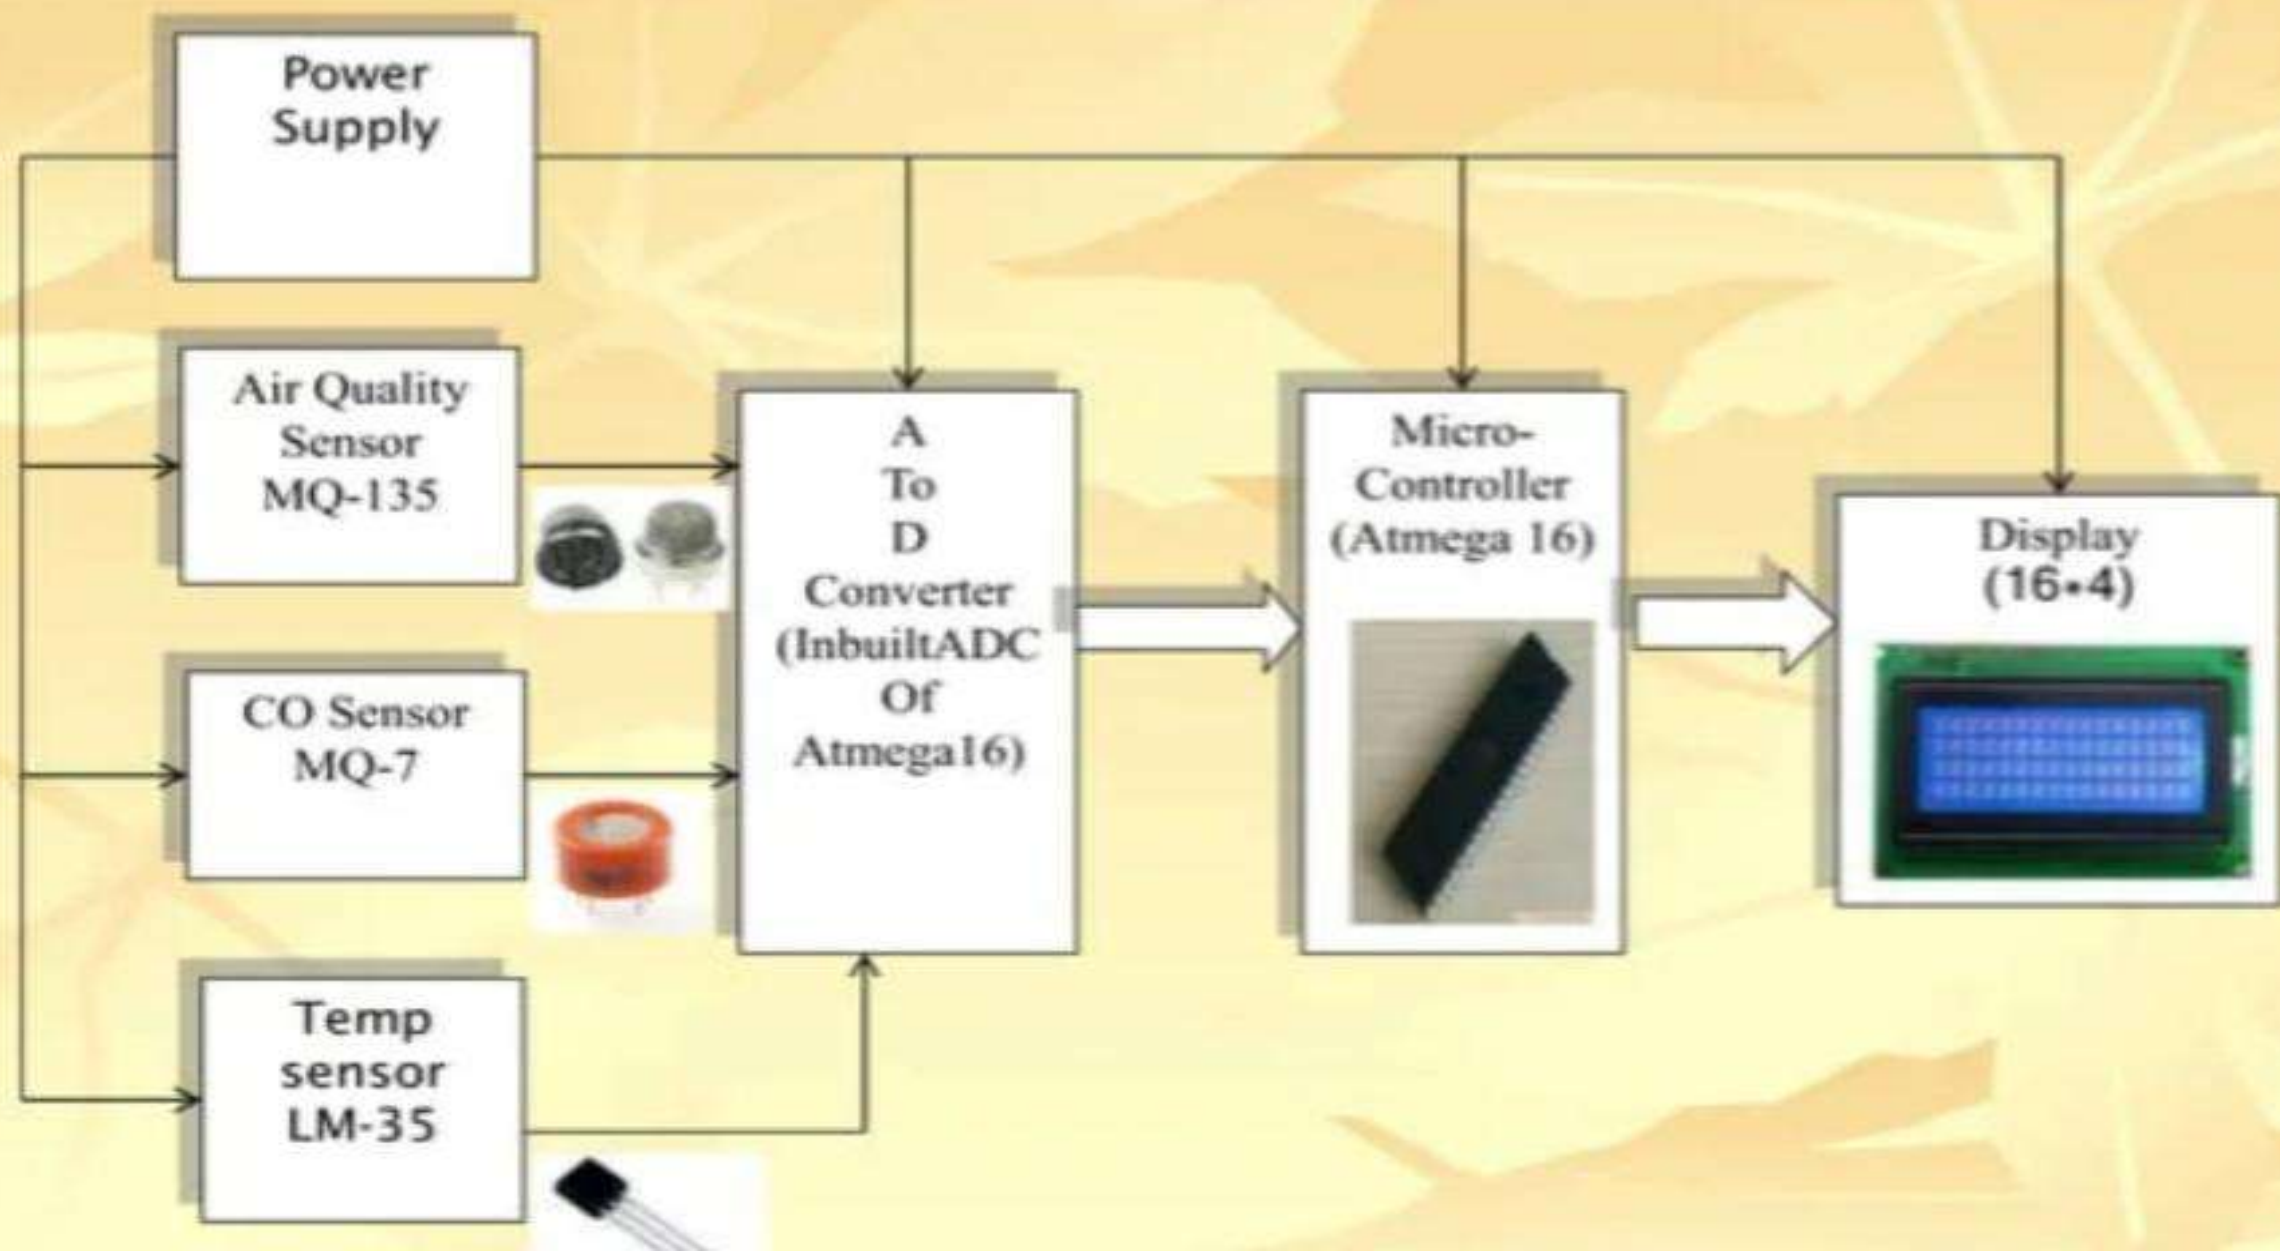 Power
Supply
Air Quality
Sensor
MQ-135
CO Sensor
MQ-7
Temp
sensor
LM-35
A
To
D
Converter
(InbuiltADC
Of
Atmega16)
Micro-
Controller
(Atmega 16)
Display
(16•4)